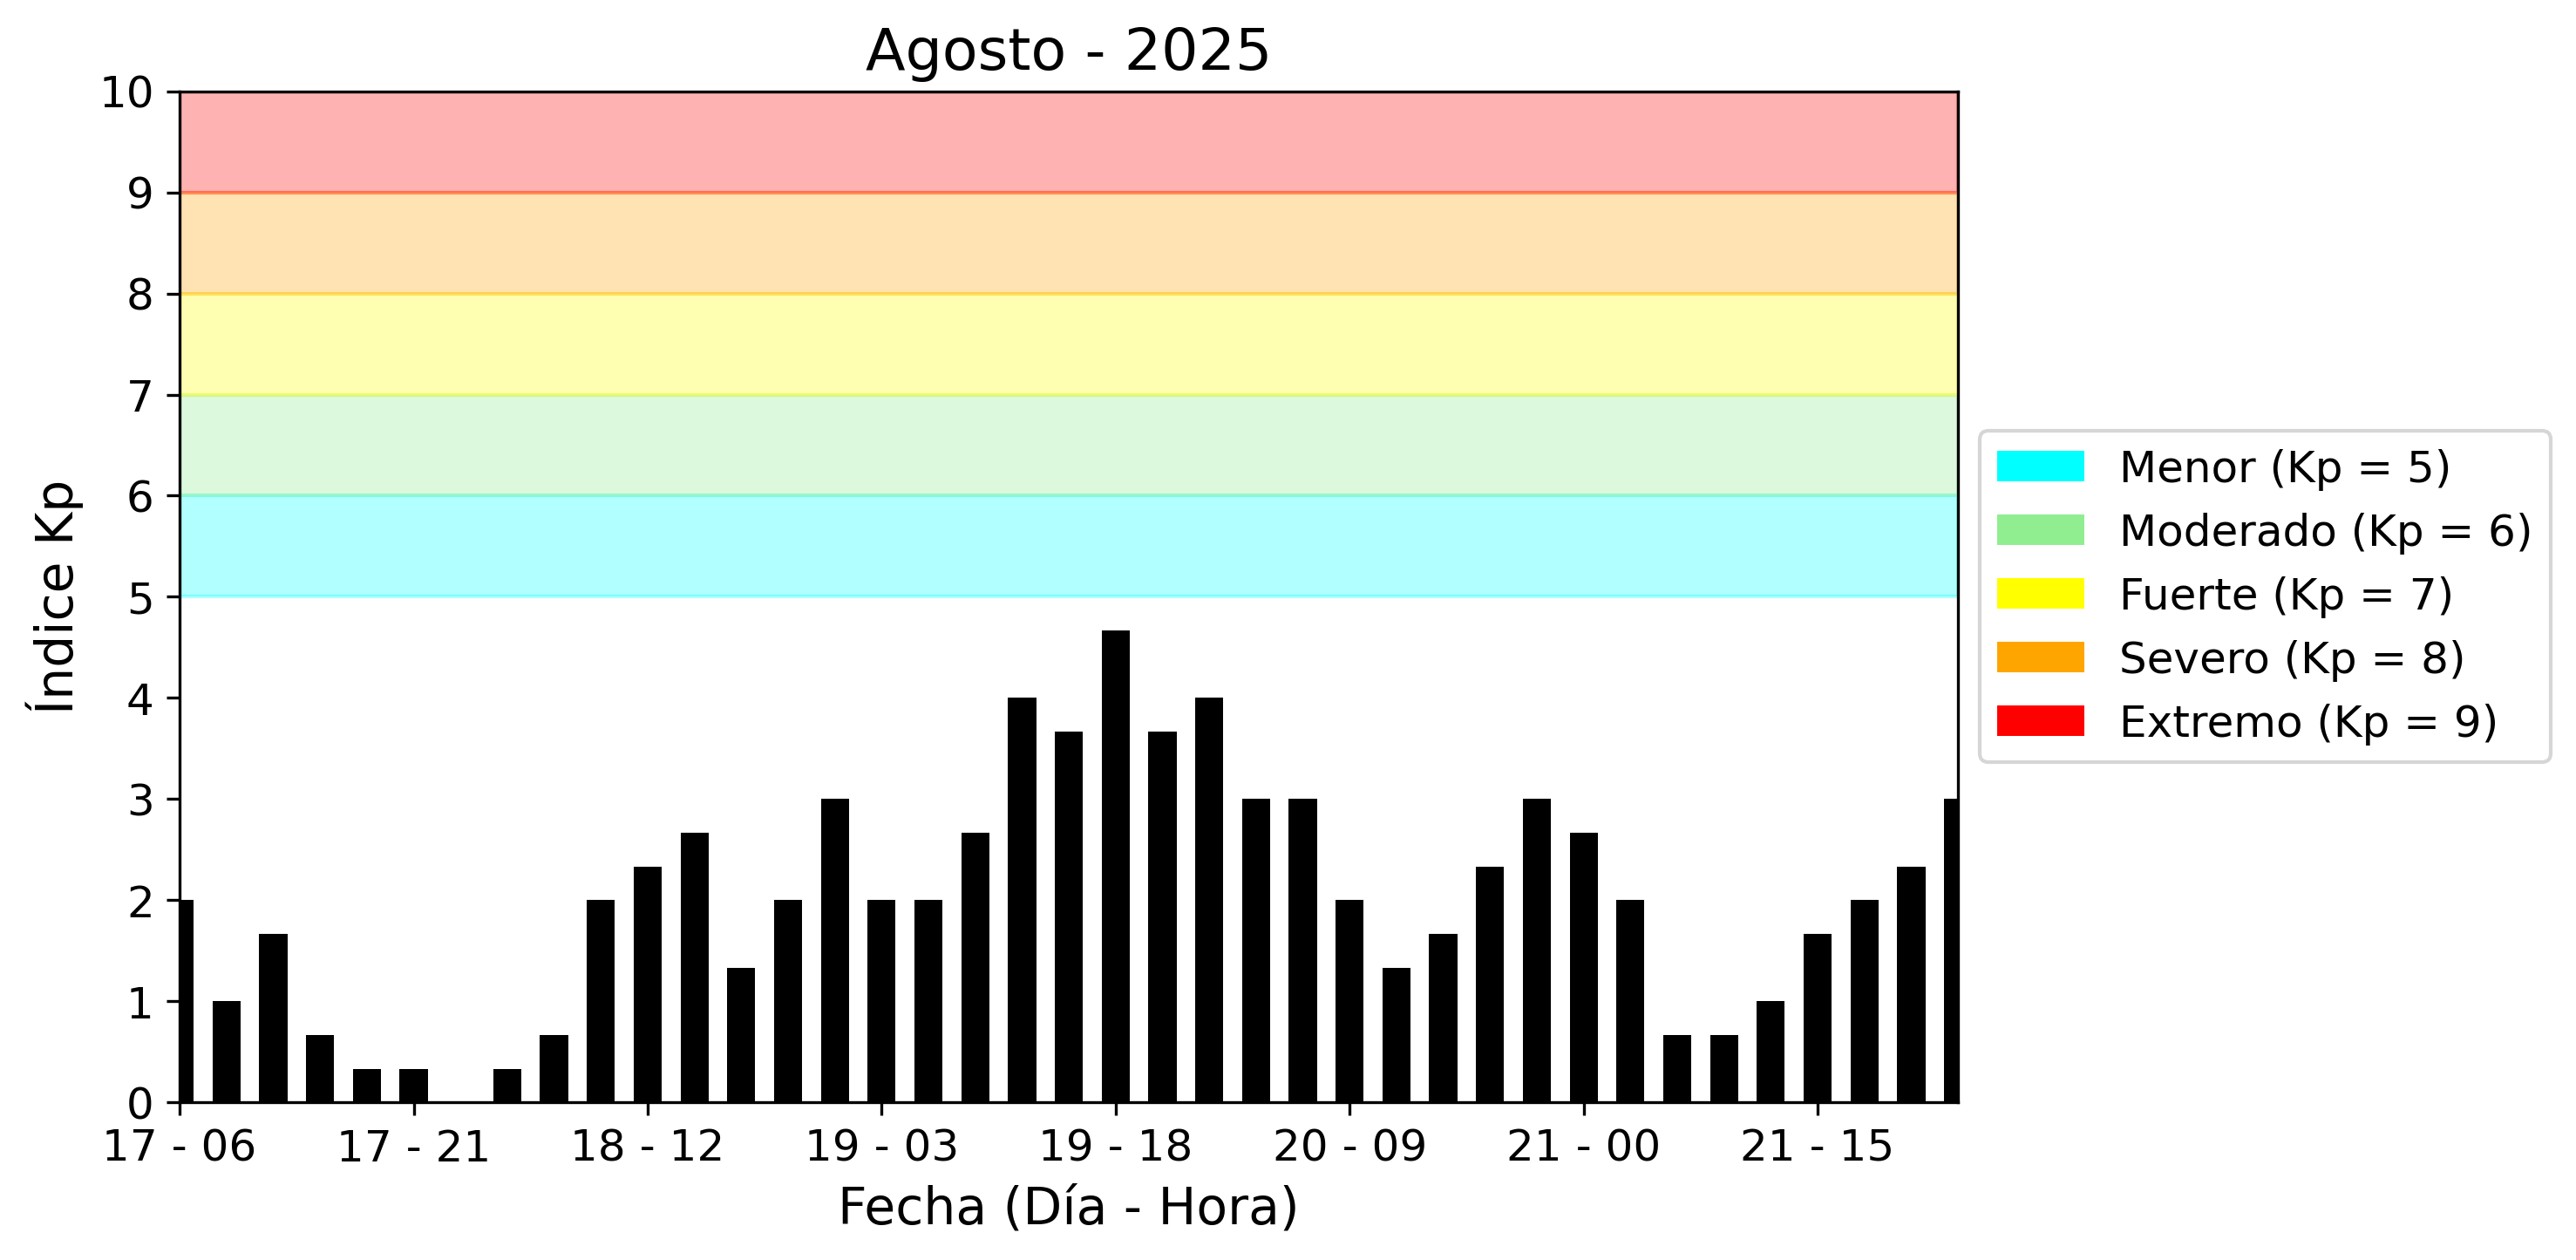 Agosto - 2025
Índice Kp
10
9
8
7
6
5
4
3
2
1
0
17 - 06
17 - 21
18 - 12
19 - 03
19 - 18
20 - 09
21 - 00
21 - 15
Fecha (Día - Hora)
Menor (Kp = 5)
Moderado (Kp = 6)
Fuerte (Kp = 7)
Severo (Kp = 8)
Extremo (Kp = 9)